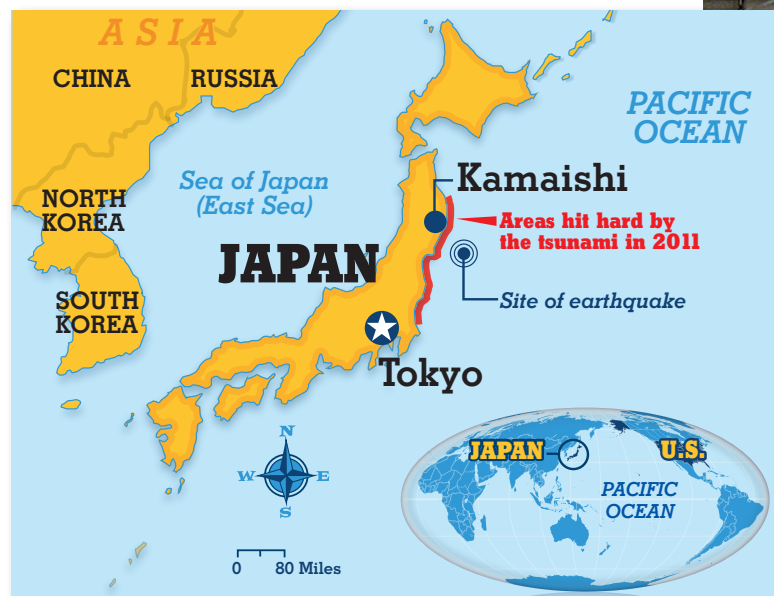 ASIA
CHINA
RUSSIA
PACIFIC
OCEAN
NORTH
KOREA
Sea of Japan
(East Sea)
Kamaishi
Areas hit hard by
the tsunami in 2011
JAPAN
SOUTH
KOREA
Site of earthquake
Tokyo
N
W
E
S
0
80 Miles
JAPAN
U.S.
PACIFIC
OCEAN